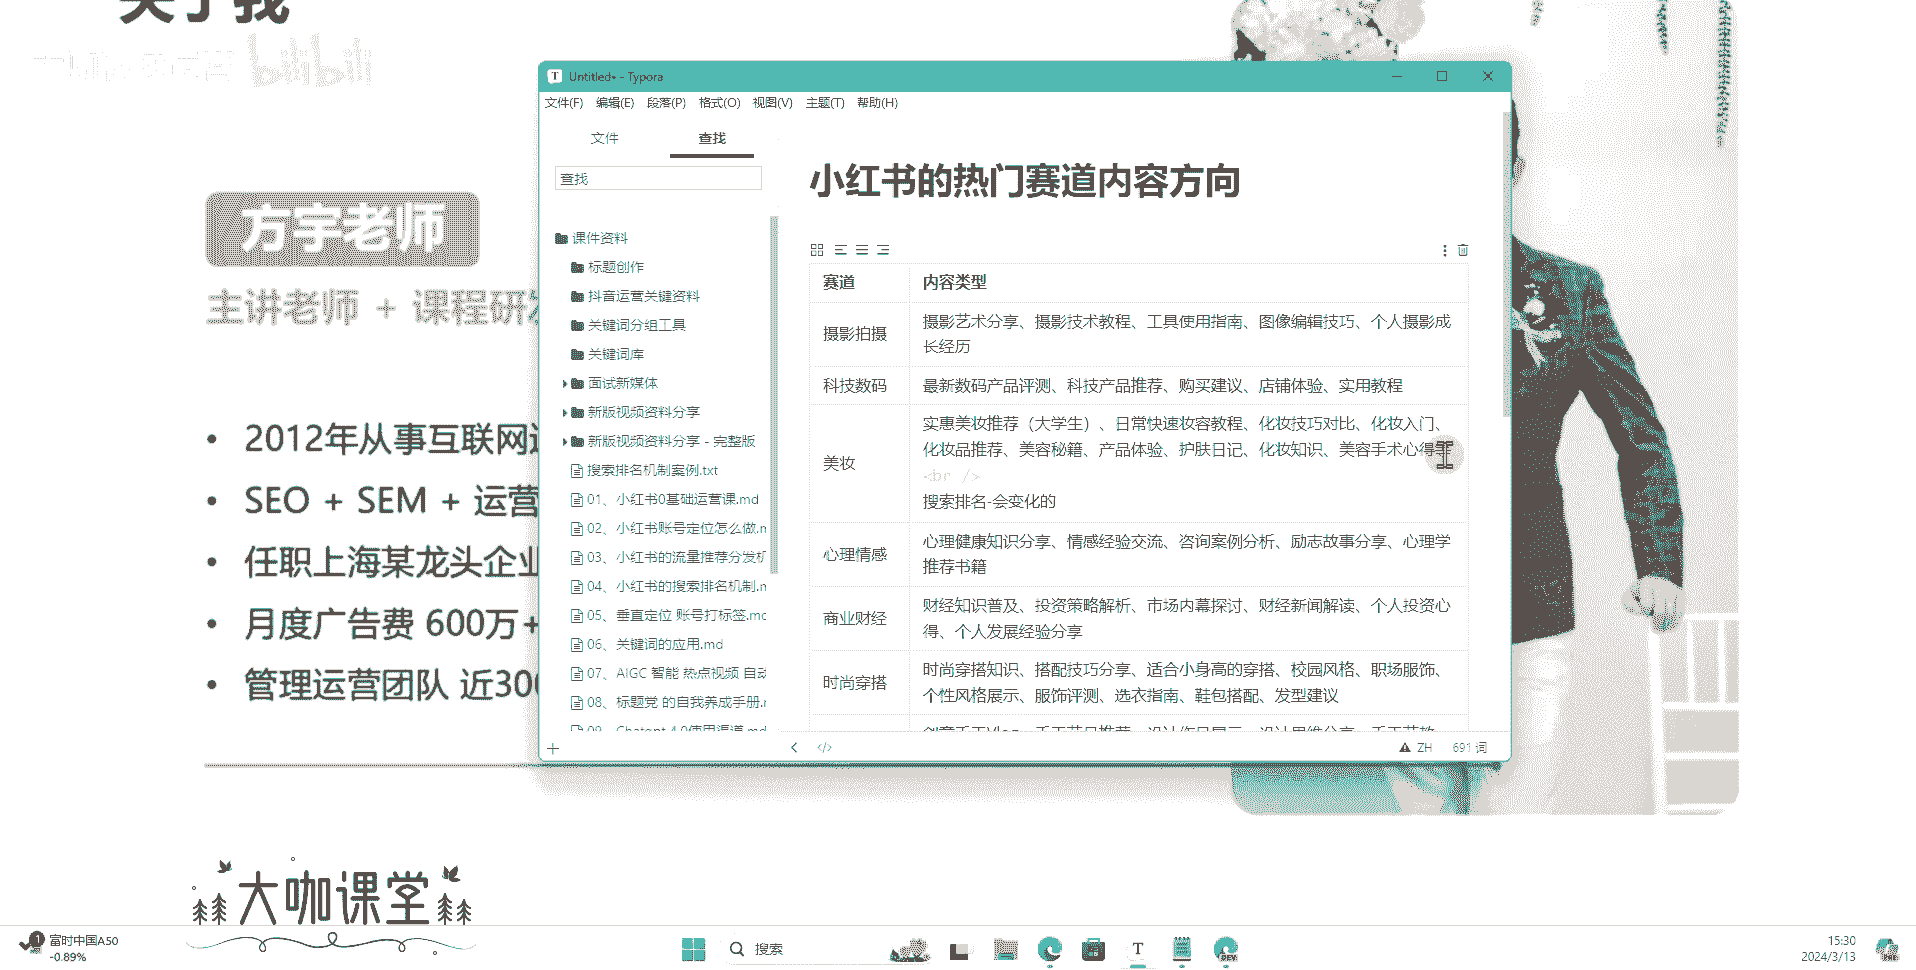 关于我
bilibili
方宇老师
主讲老师 + 课程研发
2012年从事互联网
SEO + SEM + 运营
任职上海某龙头企业
月度广告费 600万+
管理运营团队 近300
大咖课堂
Untitled• - Typora
文件(F) 编辑(E) 段落(P) 格式(O) 视图(V) 主题(T) 帮助(H)
文件 查找
查找
课件资料
标题创作
抖音运营关键资料
关键词分组工具
关键词库
面试新媒体
新版视频资料分享
新版视频资料分享 - 完整版
搜索排名机制案例.txt
01、小红书0基础运营课.md
02、小红书账号定位怎么做.m
03、小红书的流量推荐分发机
04、小红书的搜索排名机制.m
05、垂直定位 账号打标签.md
06、关键词的应用.md
07、AIGC 智能 热点视频 自动
08、标题党 的自我养成手册.m
09、Chatgpt 4.0使用渠道.md
小红书的热门赛道内容方向
赛道 内容类型
摄影拍摄 摄影艺术分享、摄影技术教程、工具使用指南、图像编辑技巧、个人摄影成
长经历
科技数码 最新数码产品评测、科技产品推荐、购买建议、店铺体验、实用教程
美妆 实惠美妆推荐（大学生）、日常快速妆容教程、化妆技巧对比、化妆入门、
化妆品推荐、美容秘籍、产品体验、护肤日记、化妆知识、美容手术心得等
<br />
搜索排名-会变化的
心理情感 心理健康知识分享、情感经验交流、咨询案例分析、励志故事分享、心理学
推荐书籍
商业财经 财经知识普及、投资策略解析、市场内幕探讨、财经新闻解读、个人投资心
得、个人发展经验分享
时尚穿搭 时尚穿搭知识、搭配技巧分享、适合小身高的穿搭、校园风格、职场服饰、
个性风格展示、服饰评测、选衣指南、鞋包搭配、发型建议
ZH 691 词
富时中国A50
-0.89%
搜索
15:30
2024/3/13